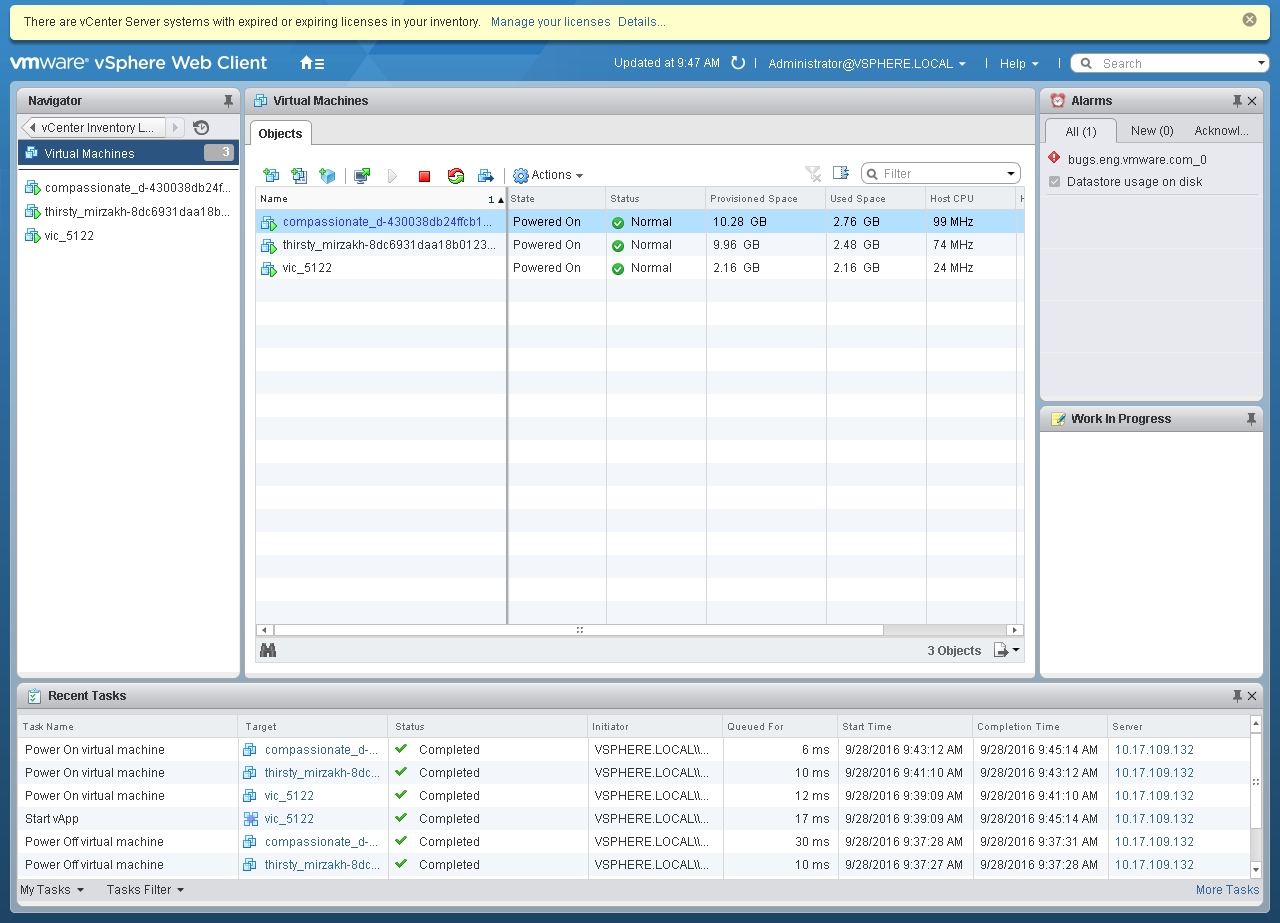 There are vCenter Server systems with expired or expiring licenses in your inventory. Manage your licenses Details...
vmware® vSphere Web Client
Updated at 9:47 AM Administrator@VSPHERE.LOCAL Help Search
Navigator
vCenter Inventory L...
Virtual Machines 3
compassionate_d-430038db24f...
thirsty_mirzakh-8dc6931daa18b...
vic_5122
Virtual Machines
Objects
Actions Filter
Name 1 State Status Provisioned Space Used Space Host CPU H
compassionate_d-430038db24ffcb1... Powered On Normal 10.28 GB 2.76 GB 99 MHz
thirsty_mirzakh-8dc6931daa18b0123... Powered On Normal 9.96 GB 2.48 GB 74 MHz
vic_5122 Powered On Normal 2.16 GB 2.16 GB 24 MHz
3 Objects
Alarms
All (1) New (0) Acknowl...
bugs.eng.vmware.com_0
Datastore usage on disk
Work In Progress
Recent Tasks
Task Name Target Status Initiator Queued For Start Time Completion Time Server
Power On virtual machine compassionate_d-... Completed VSPHERE.LOCAL\\... 6 ms 9/28/2016 9:43:12 AM 9/28/2016 9:45:14 AM 10.17.109.132
Power On virtual machine thirsty_mirzakh-8dc... Completed VSPHERE.LOCAL\\... 10 ms 9/28/2016 9:41:10 AM 9/28/2016 9:43:12 AM 10.17.109.132
Power On virtual machine vic_5122 Completed VSPHERE.LOCAL\\... 12 ms 9/28/2016 9:39:09 AM 9/28/2016 9:41:10 AM 10.17.109.132
Start vApp vic_5122 Completed VSPHERE.LOCAL\\... 17 ms 9/28/2016 9:39:09 AM 9/28/2016 9:45:14 AM 10.17.109.132
Power Off virtual machine compassionate_d-... Completed VSPHERE.LOCAL\\... 30 ms 9/28/2016 9:37:28 AM 9/28/2016 9:37:31 AM 10.17.109.132
Power Off virtual machine thirsty_mirzakh-8dc... Completed VSPHERE.LOCAL\\... 10 ms 9/28/2016 9:37:27 AM 9/28/2016 9:37:28 AM 10.17.109.132
My Tasks Tasks Filter More Tasks